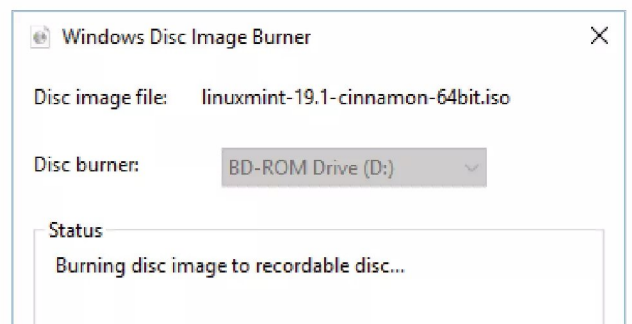 Windows Disc Image Burner
Disc image file: linuxmint-19.1-cinnamon-64bit.iso
Disc burner: BD-ROM Drive (D:)
Status
Burning disc image to recordable disc...